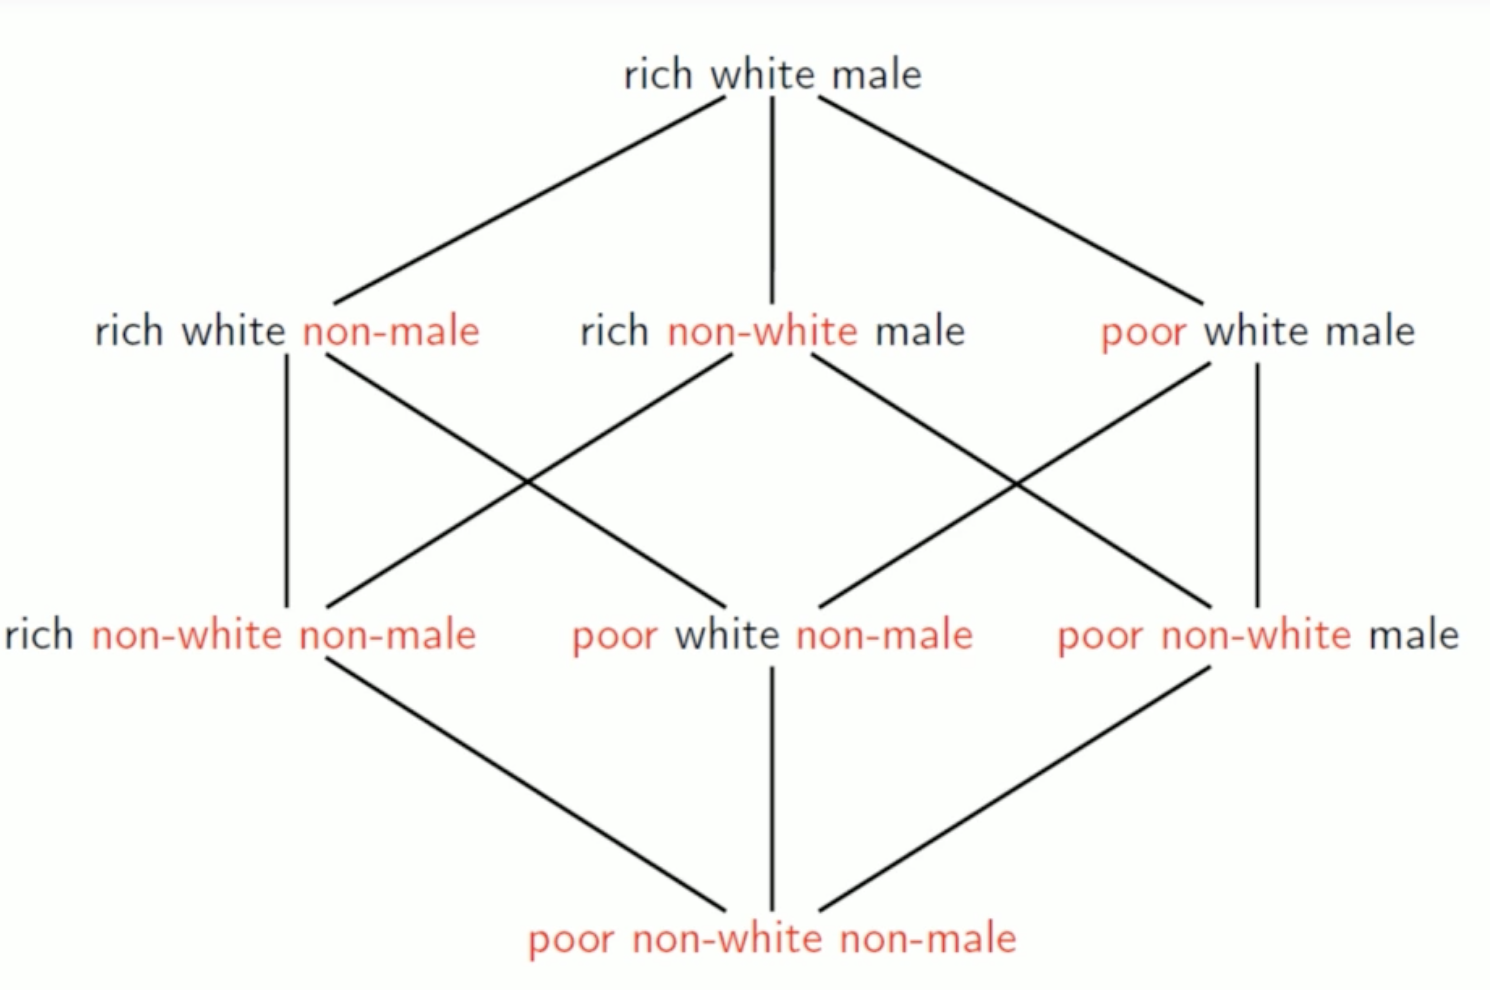 rich white male
rich white non-male
rich non-white male
poor white male
rich non-white non-male
poor white non-male
poor non-white male
poor non-white non-male